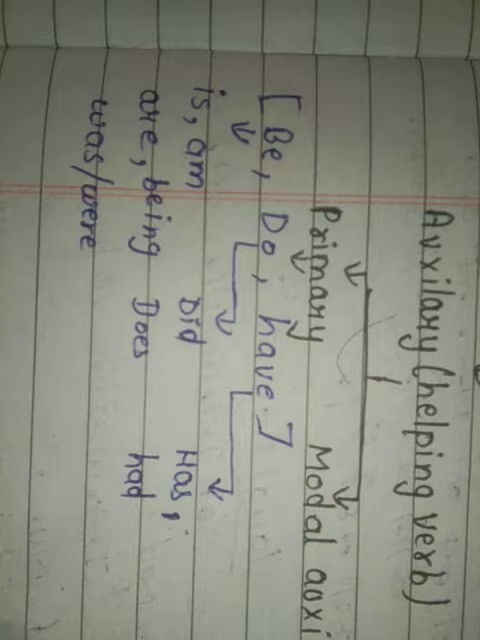 Auxilary (helping verb)
Primary Modal auxi
[ Be, Do, have ]
is, am Did Has,
are, being Does had
was/were